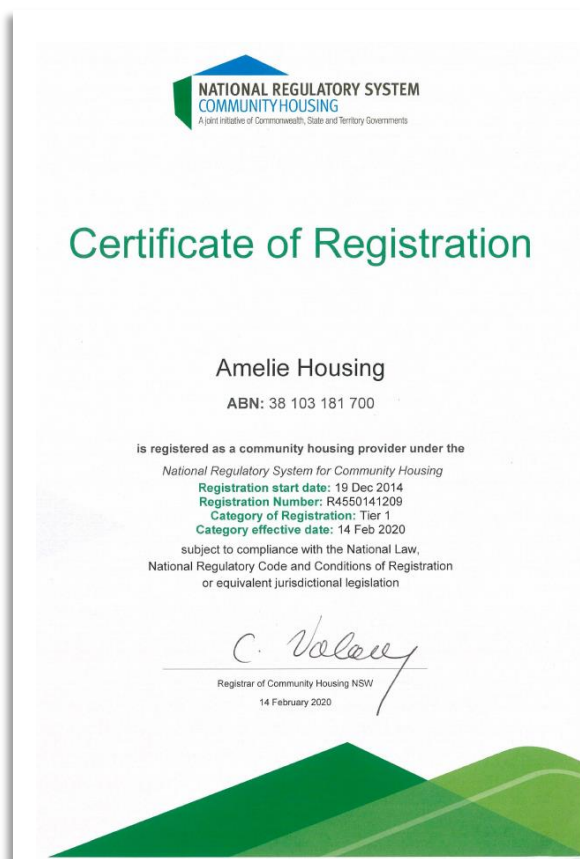 NATIONAL REGULATORY SYSTEM
COMMUNITY HOUSING
A joint initiative of Commonwealth, State and Territory Governments
Certificate of Registration
Amelie Housing
ABN: 38 103 181 700
is registered as a community housing provider under the
National Regulatory System for Community Housing
Registration start date: 19 Dec 2014
Registration Number: R4550141209
Category of Registration: Tier 1
Category effective date: 14 Feb 2020
subject to compliance with the National Law,
National Regulatory Code and Conditions of Registration
or equivalent jurisdictional legislation
Registrar of Community Housing NSW
14 February 2020